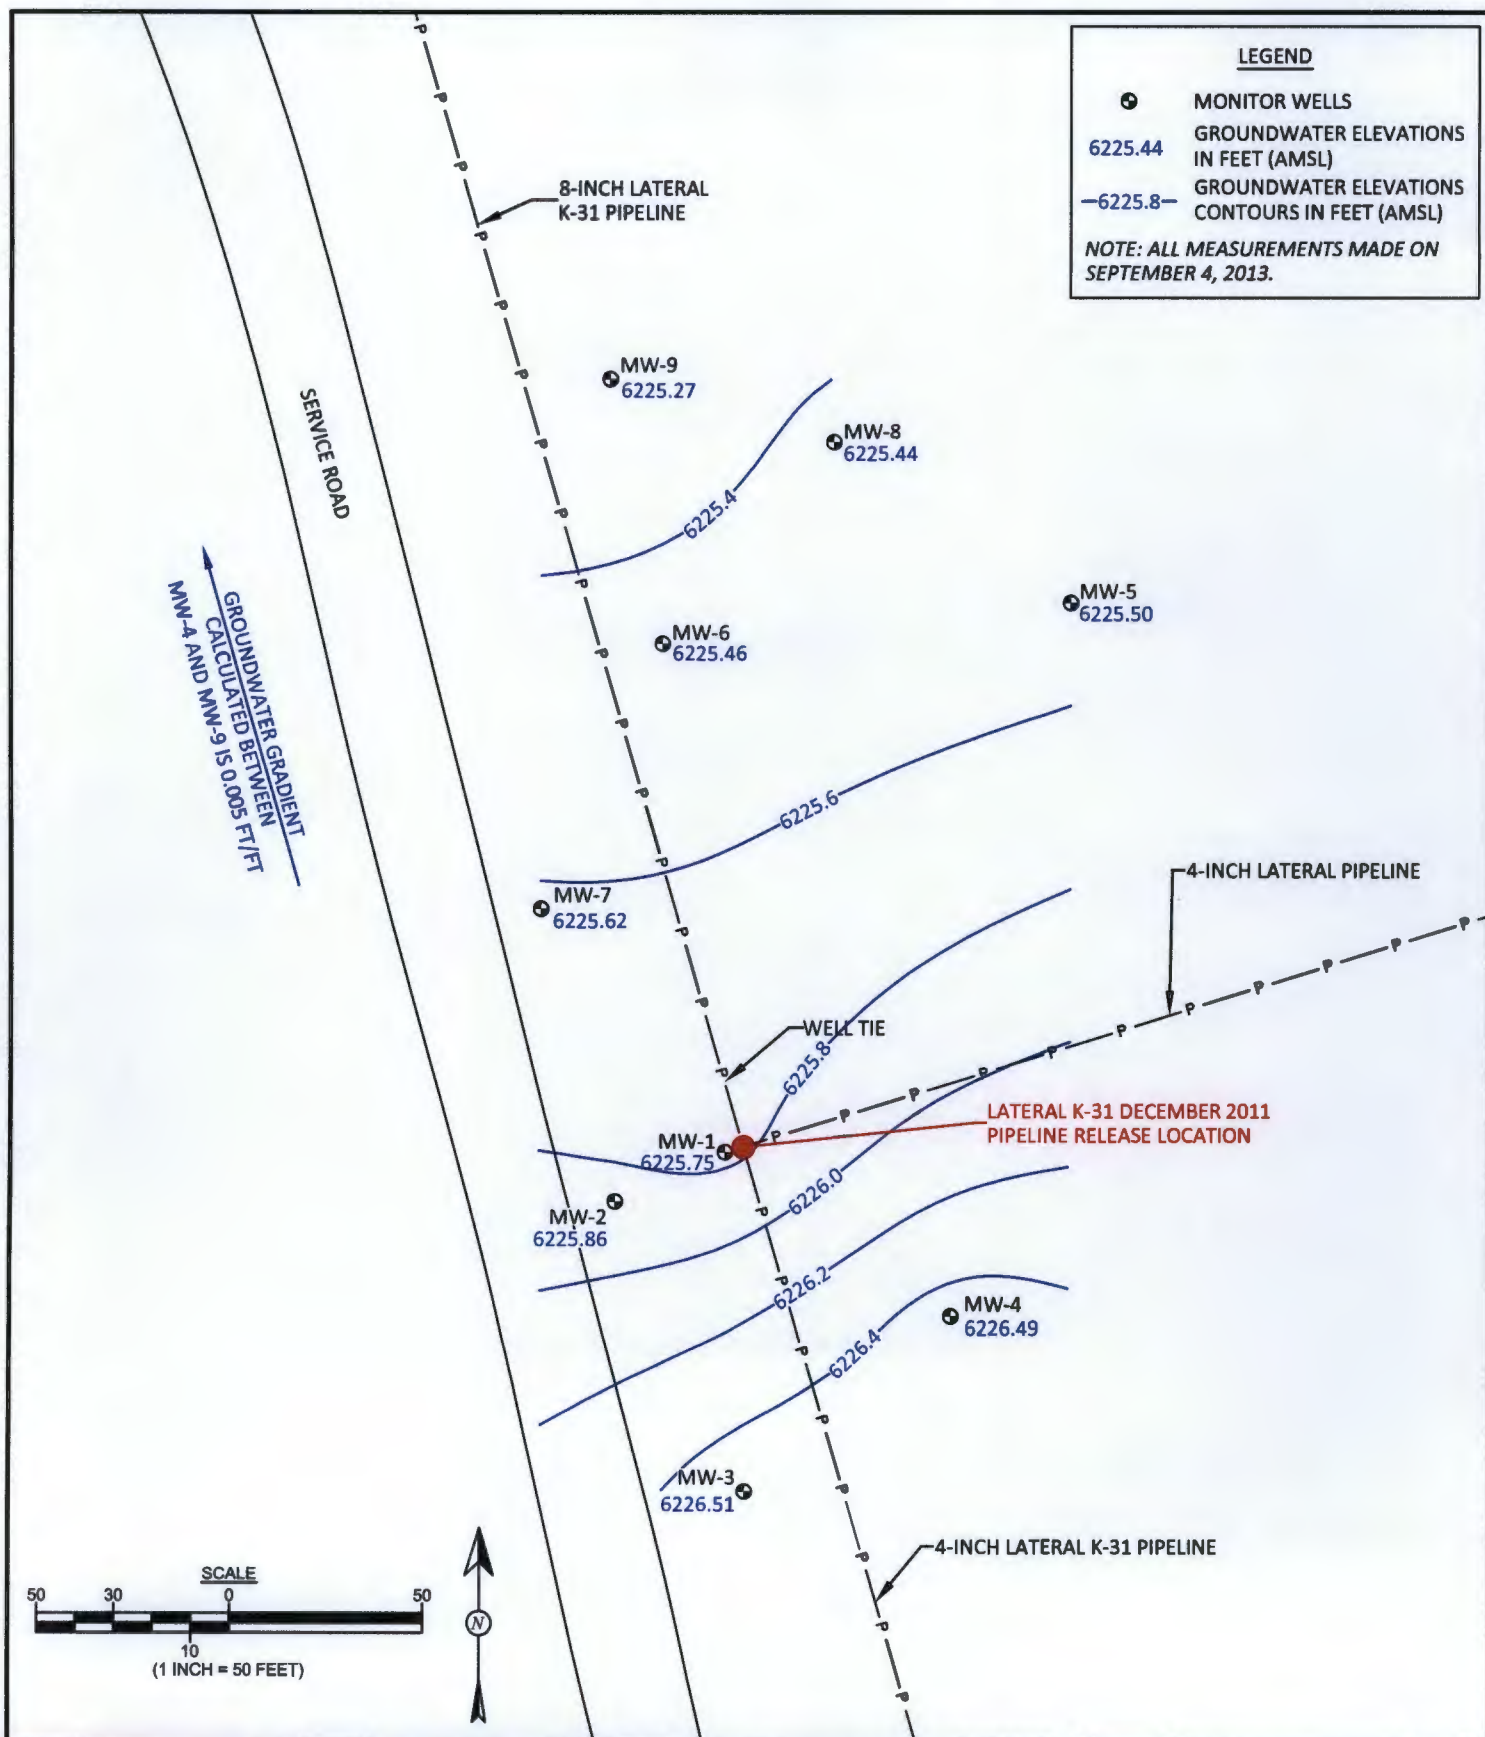 LEGEND
MONITOR WELLS
6225.44
GROUNDWATER ELEVATIONS
IN FEET (AMSL)
6225.8
GROUNDWATER ELEVATIONS
CONTOURS IN FEET (AMSL)
NOTE: ALL MEASUREMENTS MADE ON
SEPTEMBER 4, 2013.
8-INCH LATERAL
K-31 PIPELINE
MW-9
6225.27
MW-8
6225.44
SERVICE ROAD
6225.4
MW-5
6225.50
MW-6
6225.46
GROUNDWATER GRADIENT
CALCULATED BETWEEN
MW-4 AND MW-9 IS 0.005 FT/FT
6225.6
4-INCH LATERAL PIPELINE
MW-7
6225.62
WELL TIE
6225.8
LATERAL K-31 DECEMBER 2011
PIPELINE RELEASE LOCATION
MW-1
6225.75
6226.0
MW-2
6225.86
6226.2
MW-4
6226.49
6226.4
MW-3
6226.51
4-INCH LATERAL K-31 PIPELINE
SCALE
50 30 0 50
10
(1 INCH = 50 FEET)
N
P P P P P P P P P P P P P P P P P P P P P P P P P
P P P P P P P P P P P